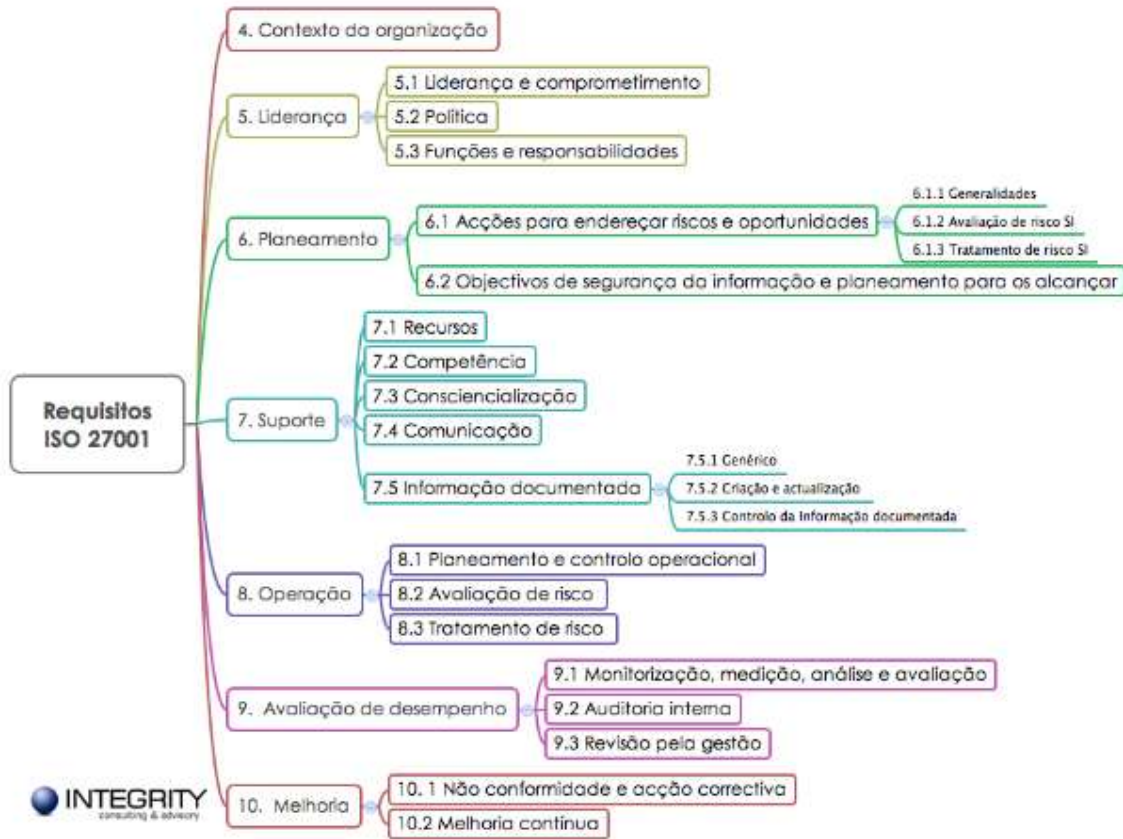 4. Contexto da organização
5. Liderança
5.1 Liderança e comprometimento
5.2 Política
5.3 Funções e responsabilidades
6. Planeamento
6.1 Acções para endereçar riscos e oportunidades
6.1.1 Generalidades
6.1.2 Avaliação de risco SI
6.1.3 Tratamento de risco SI
6.2 Objectivos de segurança da informação e planeamento para os alcançar
Requisitos
ISO 27001
7. Suporte
7.1 Recursos
7.2 Competência
7.3 Consciencialização
7.4 Comunicação
7.5 Informação documentada
7.5.1 Genérico
7.5.2 Criação e actualização
7.5.3 Controlo da Informação documentada
8. Operação
8.1 Planeamento e controlo operacional
8.2 Avaliação de risco
8.3 Tratamento de risco
9. Avaliação de desempenho
9.1 Monitorização, medição, análise e avaliação
9.2 Auditoria interna
9.3 Revisão pela gestão
10. Melhoria
10. 1 Não conformidade e acção correctiva
10.2 Melhoria contínua
INTEGRITY
consulting & advisory